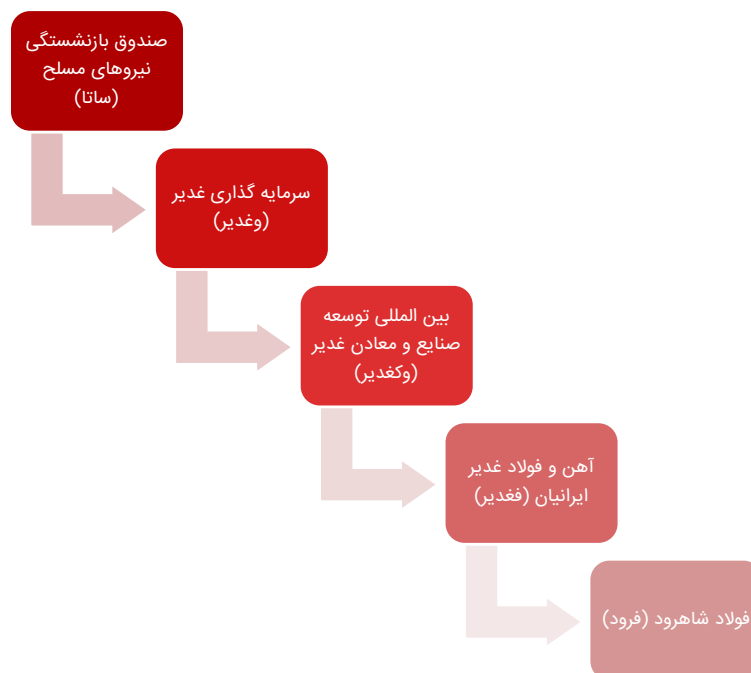 صندوق بازنشستگی
نیروهای مسلح
(ساتا)
سرمایه گذاری غدیر
(وغدیر)
بین المللی توسعه
صنایع و معادن غدیر
(وکغدیر)
آهن و فولاد غدیر
ایرانیان (فغدیر)
فولاد شاهرود (فرود)